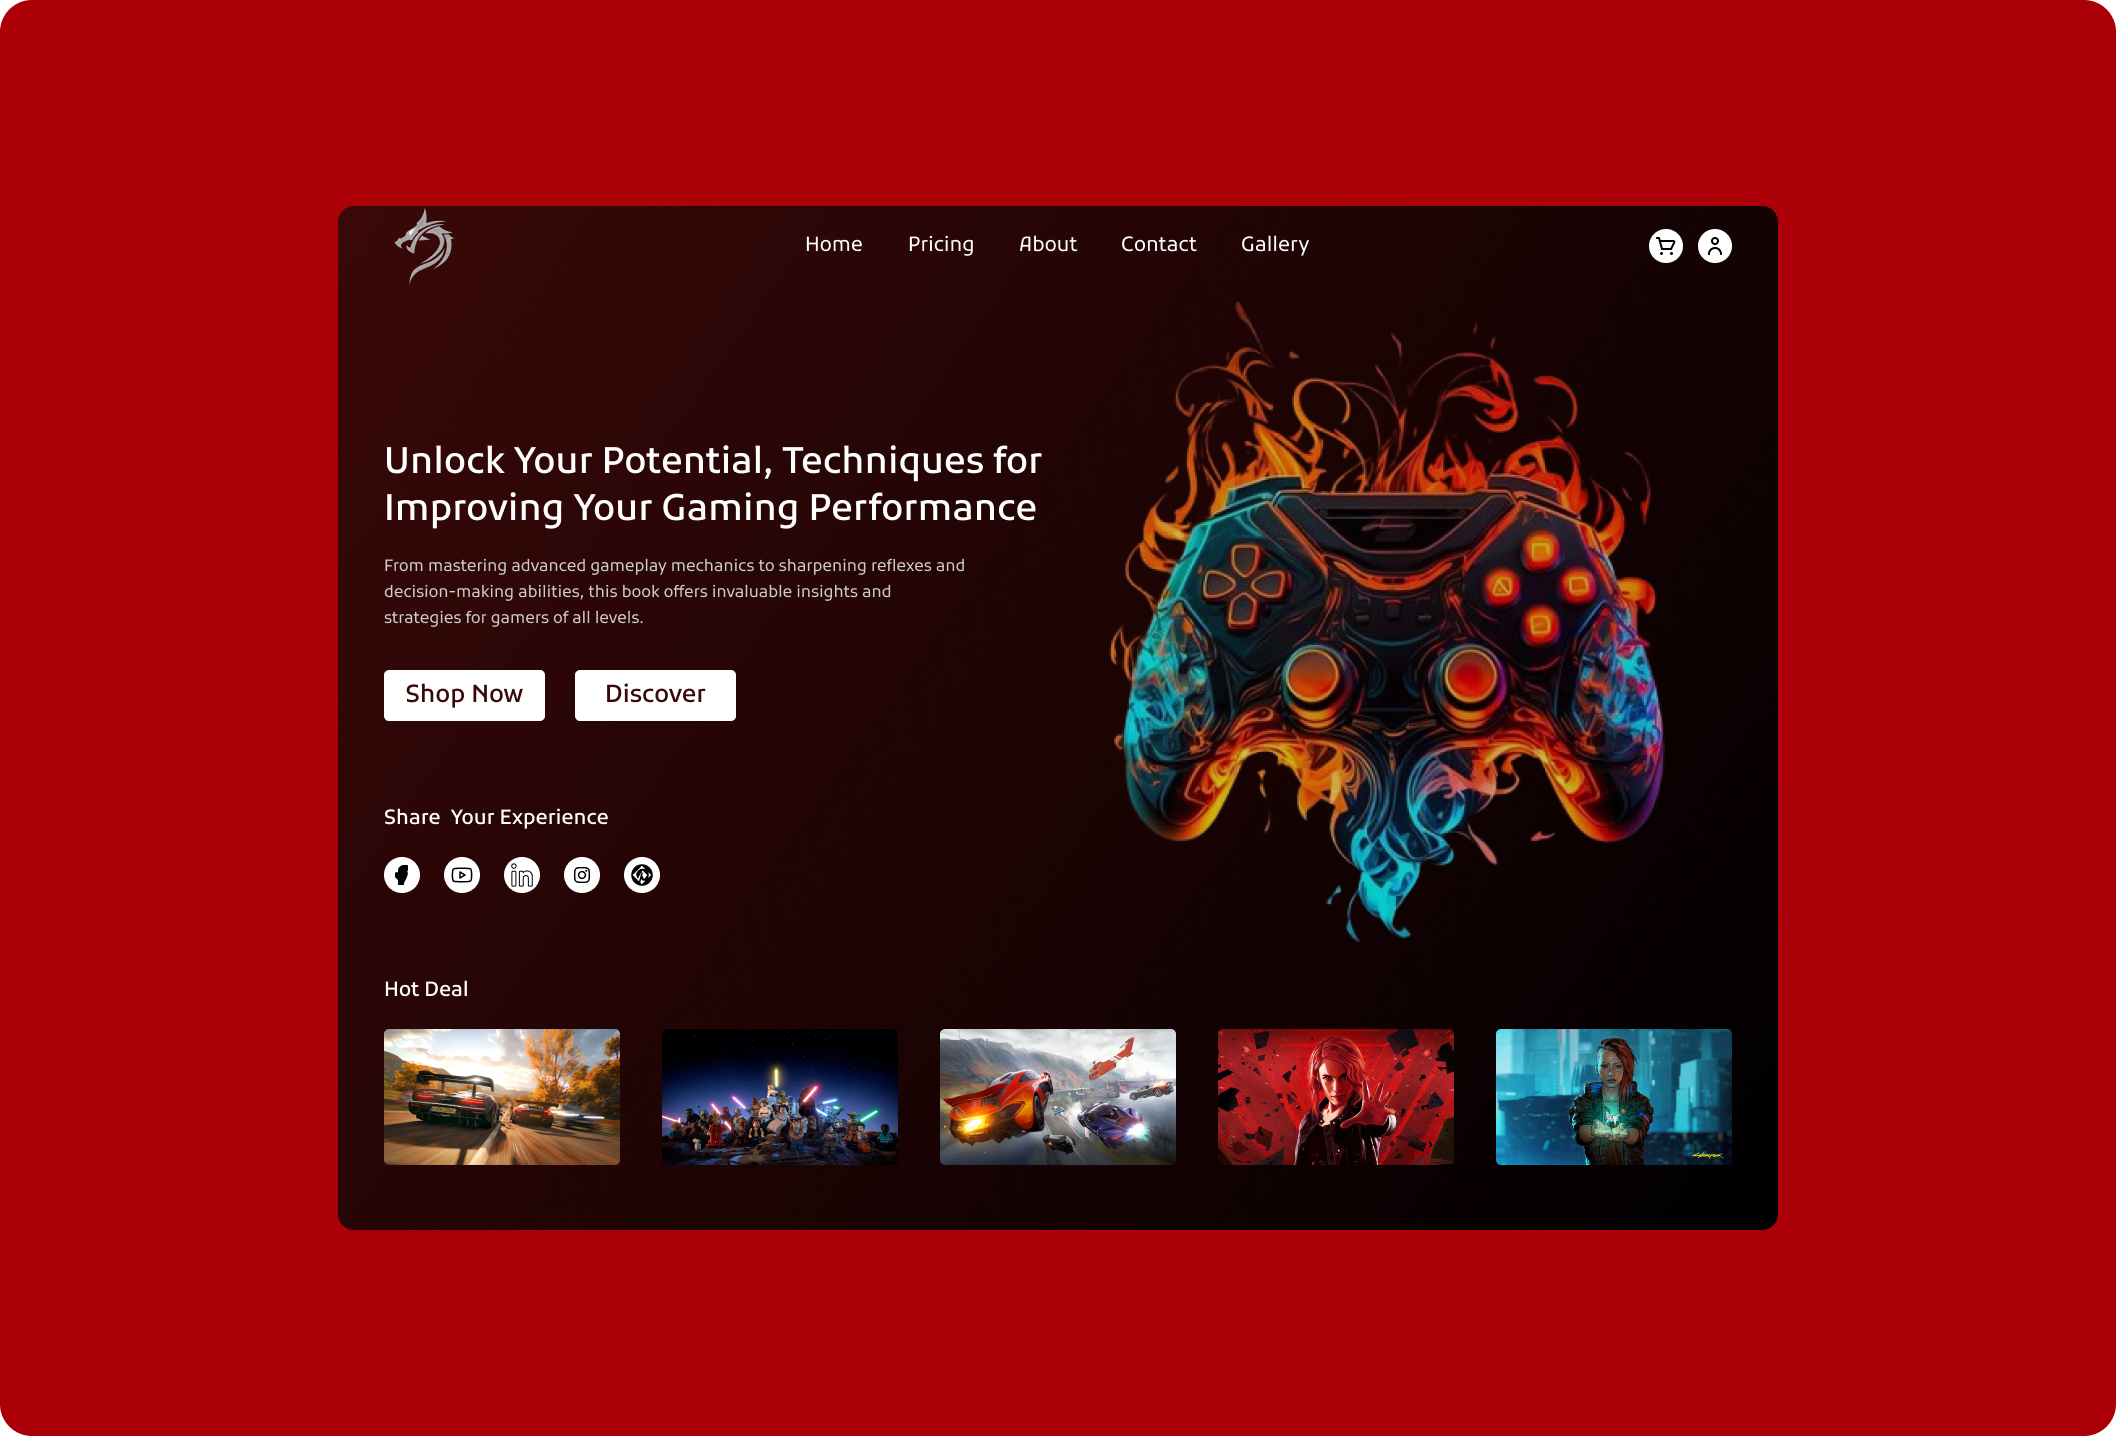 Home Pricing About Contact Gallery
Unlock Your Potential, Techniques for
Improving Your Gaming Performance
From mastering advanced gameplay mechanics to sharpening reflexes and
decision-making abilities, this book offers invaluable insights and
strategies for gamers of all levels.
Shop Now Discover
Share Your Experience
in
Hot Deal